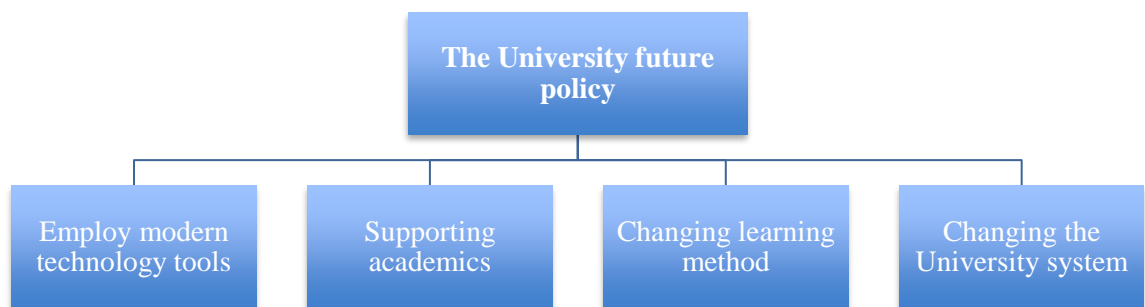 The University future
policy
Employ modern
technology tools
Supporting
academics
Changing learning
method
Changing the
University system